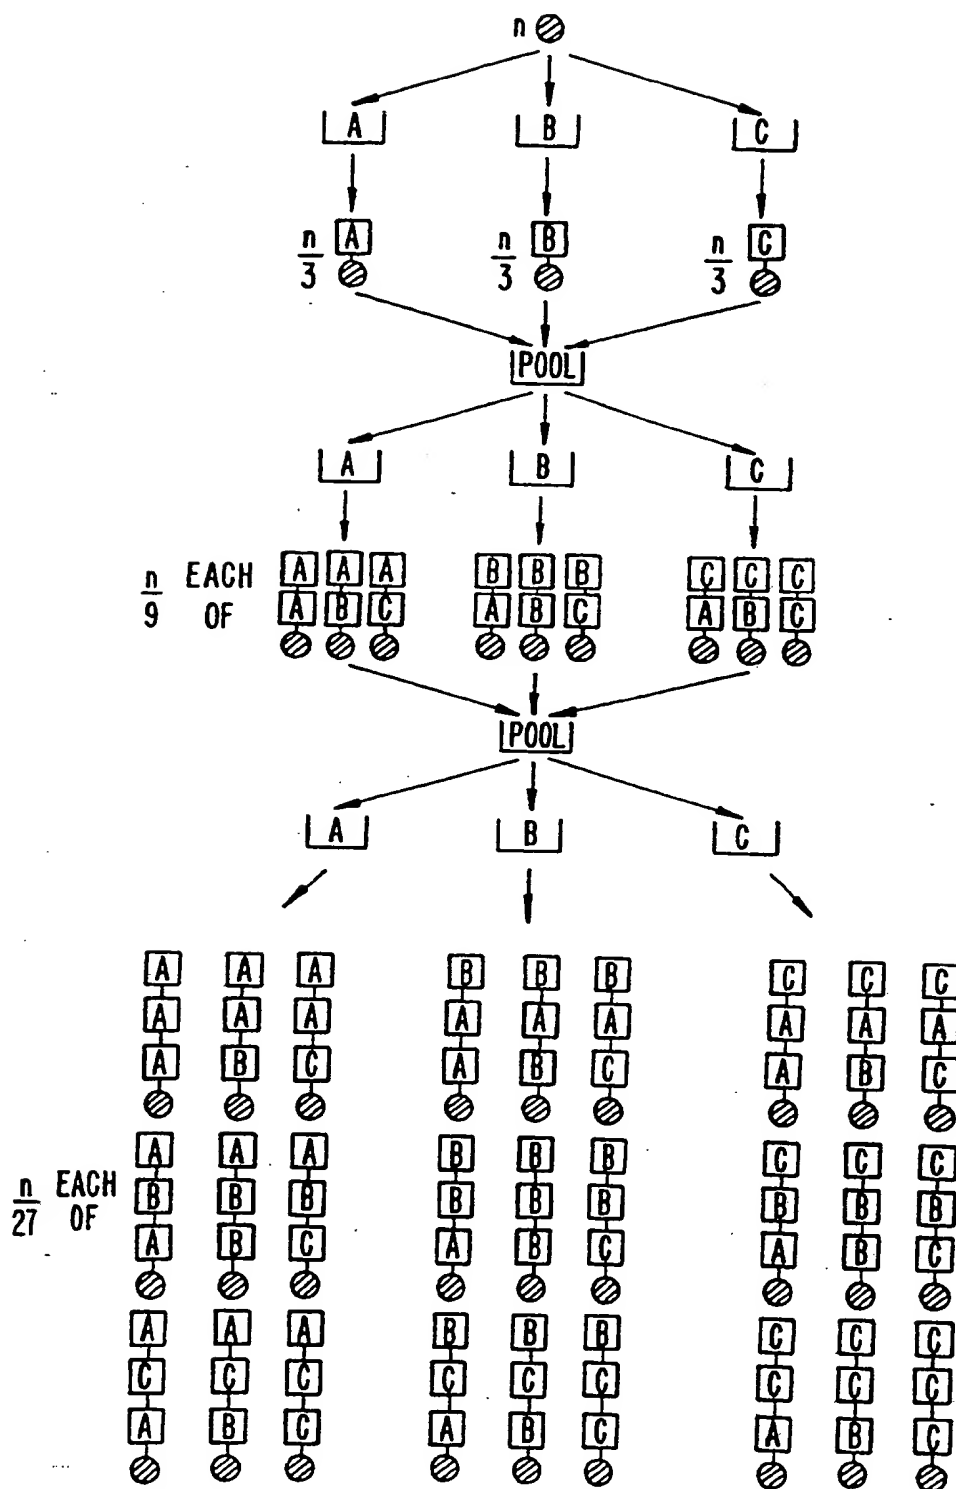 n
A B C
n/3 A n/3 B n/3 C
POOL
A B C
A A A B B B C C C
n/9 EACH OF
A B C A B C A B C
POOL
A B C
A A A B B B C C C
A A A A A A A A A
A B C A B C A B C
A A A B B B C C C
n/27 EACH OF
B B B B B B B B B
A B C A B C A B C
A A A B B B C C C
C C C C C C C C C
A B C A B C A B C